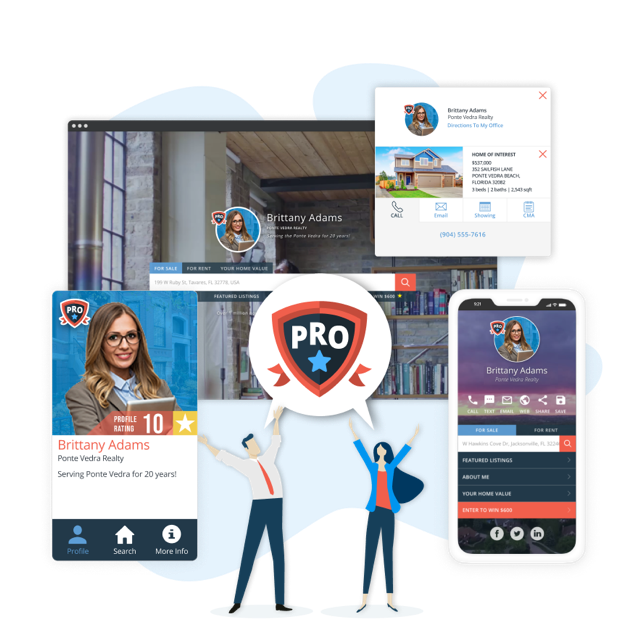 Brittany Adams
Ponte Vedra Realty
Directions To My Office
HOME OF INTEREST
$537,000
352 SAILFISH LANE
PONTE VEDRA BEACH,
FLORIDA 32082
3 beds | 2 baths | 2,543 sqft
CALL
Email
Showing
CMA
(904) 555-7616
PRO
Brittany Adams
PONTE VEDRA REALTY
Serving the Ponte Vedra for 20 years!
FOR SALE
FOR RENT
YOUR HOME VALUE
190 W Ruby St, Tavares, FL 32778, USA
FEATURED LISTINGS
WIN $600
PRO
PRO
PROFILE
RATING
10
Brittany Adams
Ponte Vedra Realty
Serving Ponte Vedra for 20 years!
Profile
Search
More Info
9:21
PRO
Brittany Adams
Ponte Vedra Realty
CALL
TEXT
EMAIL
WEB
SHARE
SAVE
FOR SALE
FOR RENT
W Hawkins Cove Dr, Jacksonville, FL 3224
FEATURED LISTINGS
ABOUT ME
YOUR HOME VALUE
ENTER TO WIN $600